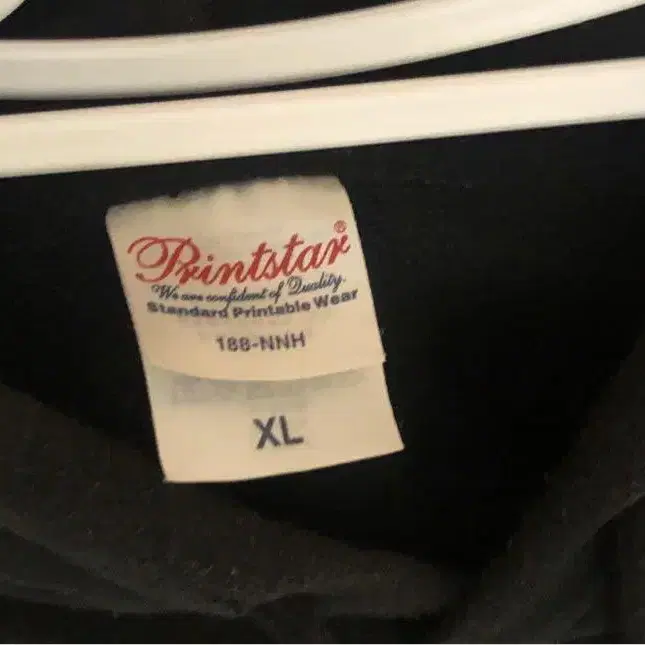 Printstar®
We are confident of Quality.
Standard Printable Wear
188-NNH
XL